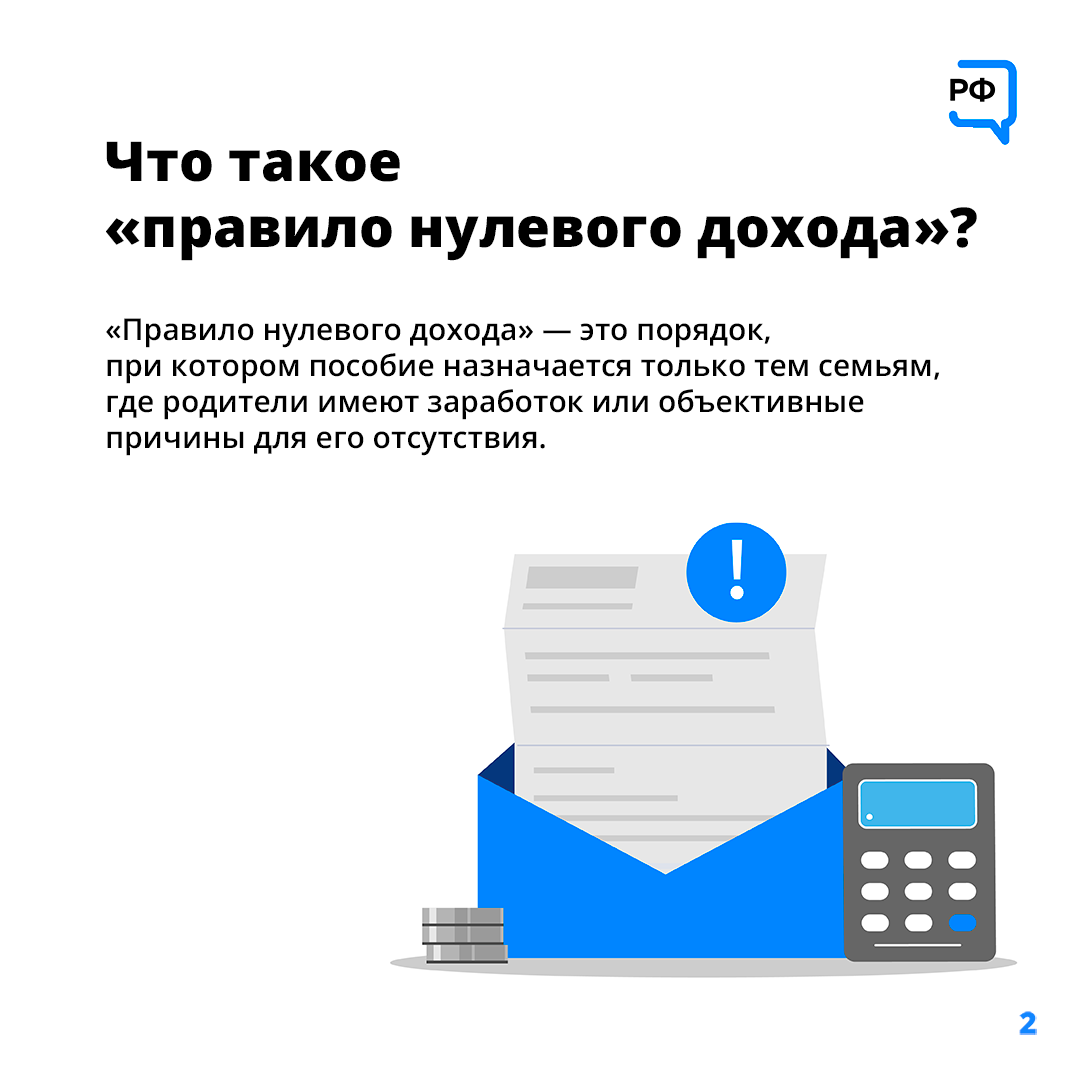 РФ
Что такое
«правило нулевого дохода»?
«Правило нулевого дохода» — это порядок,
при котором пособие назначается только тем семьям,
где родители имеют заработок или объективные
причины для его отсутствия.
!
2